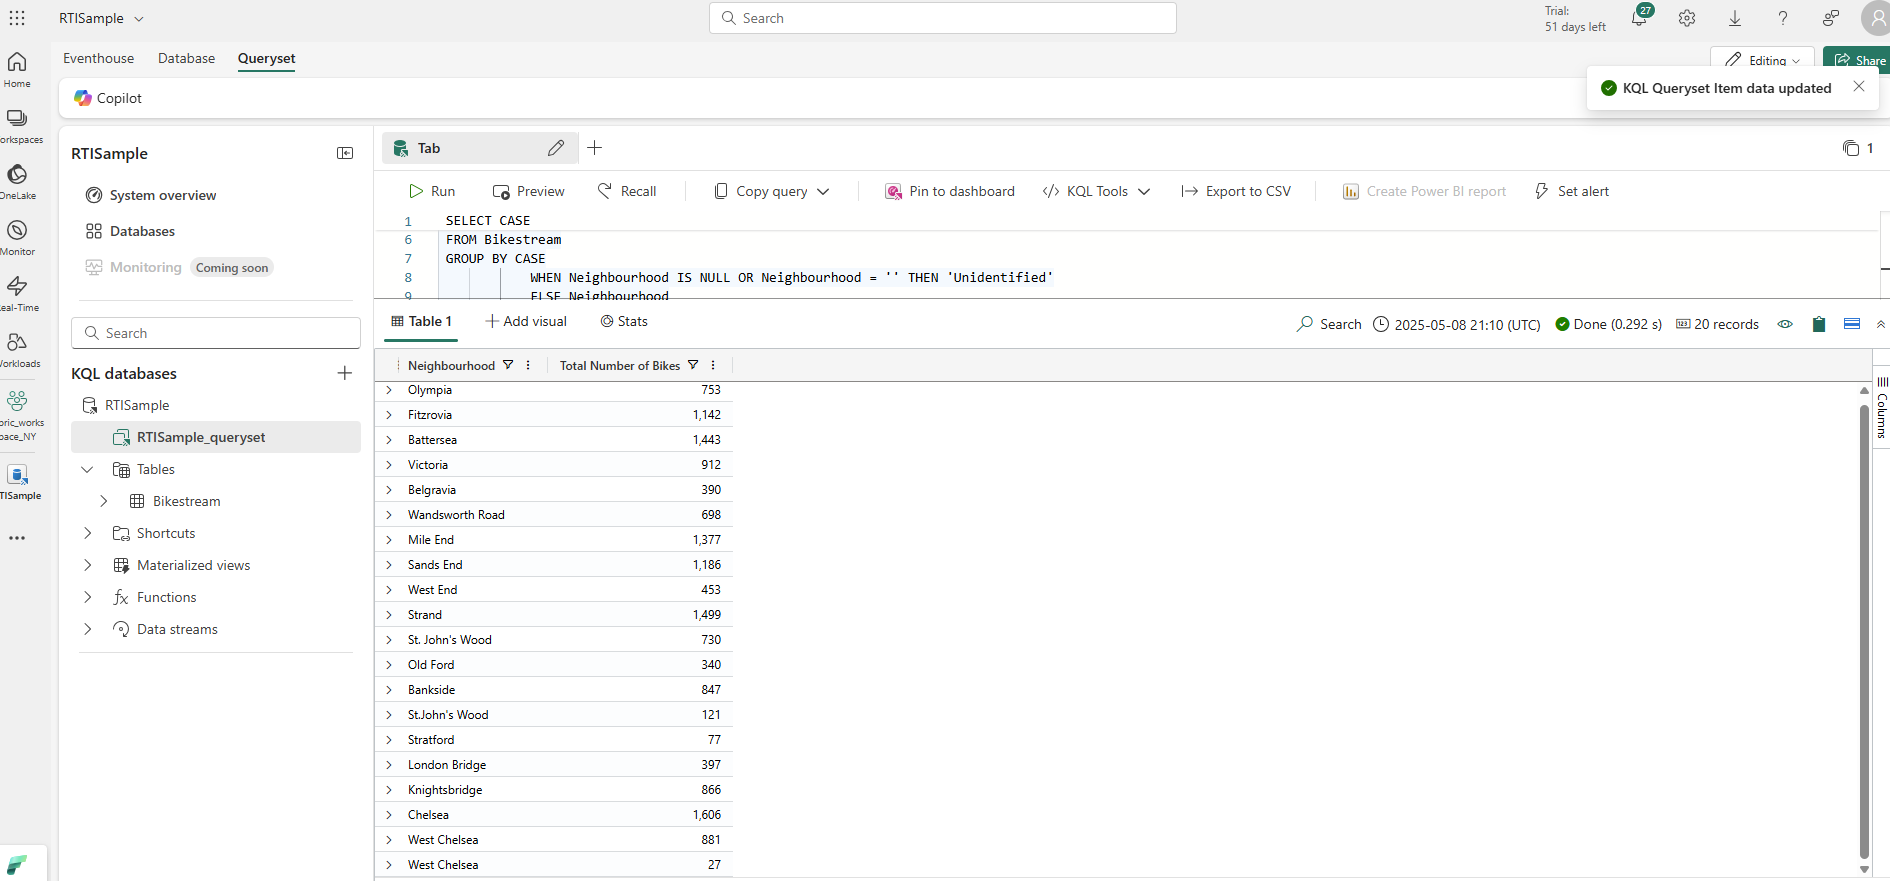 RTISample
Search
Trial:
51 days left
27
Eventhouse
Database
Queryset
Editing
Share
Home
Copilot
KQL Queryset Item data updated
orkspaces
OneLake
Monitor
eal-Time
Workloads
bric_works
pace_NY
TISample
RTISample
System overview
Databases
Monitoring
Coming soon
Search
KQL databases
RTISample
RTISample_queryset
Tables
Bikestream
Shortcuts
Materialized views
Functions
Data streams
Tab
1
Run
Preview
Recall
Copy query
Pin to dashboard
KQL Tools
Export to CSV
Create Power BI report
Set alert
1 SELECT CASE
6 FROM Bikestream
7 GROUP BY CASE
8 WHEN Neighbourhood IS NULL OR Neighbourhood = '' THEN 'Unidentified'
9 ELSE Neighbourhood
Table 1
Add visual
Stats
Search
2025-05-08 21:10 (UTC)
Done (0.292 s)
20 records
Neighbourhood Total Number of Bikes
Olympia 753
Fitzrovia 1,142
Battersea 1,443
Victoria 912
Belgravia 390
Wandsworth Road 698
Mile End 1,377
Sands End 1,186
West End 453
Strand 1,499
St. John's Wood 730
Old Ford 340
Bankside 847
St.John's Wood 121
Stratford 77
London Bridge 397
Knightsbridge 866
Chelsea 1,606
West Chelsea 881
West Chelsea 27
Columns